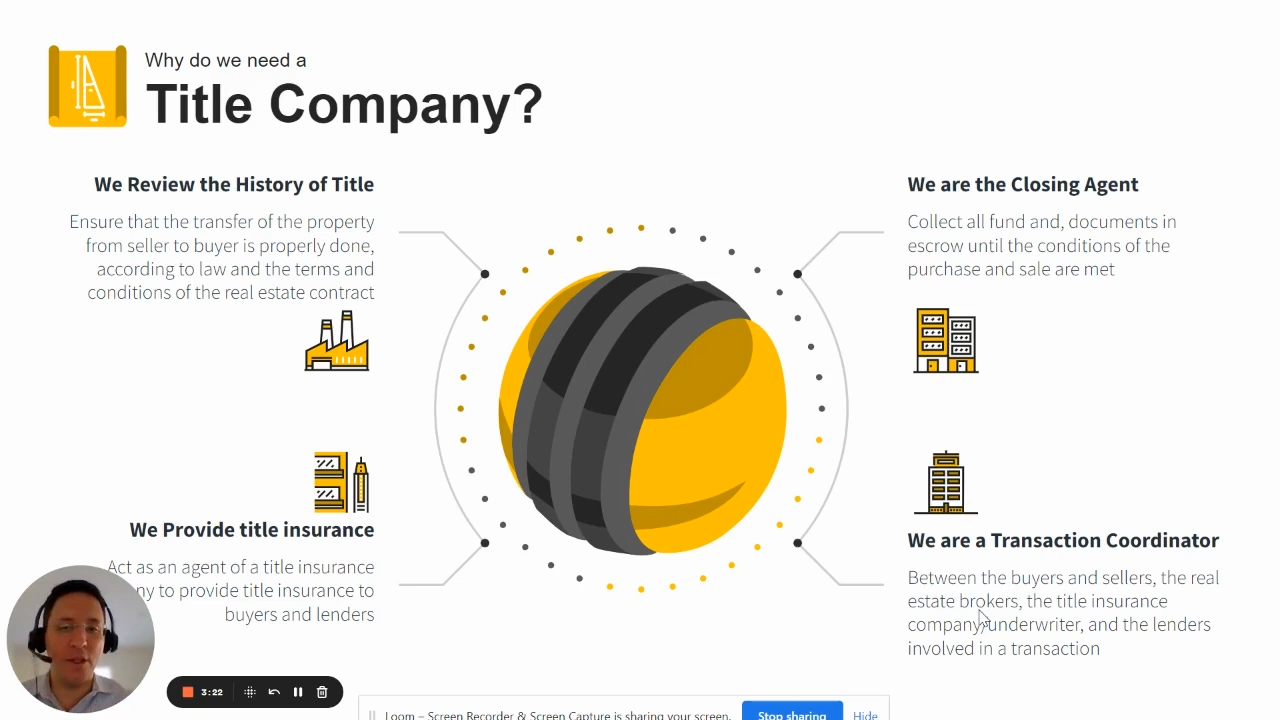 Why do we need a
Title Company?
We Review the History of Title
Ensure that the transfer of the property
from seller to buyer is properly done,
according to law and the terms and
conditions of the real estate contract
We are the Closing Agent
Collect all fund and, documents in
escrow until the conditions of the
purchase and sale are met
We Provide title insurance
Act as an agent of a title insurance
to provide title insurance to
buyers and lenders
We are a Transaction Coordinator
Between the buyers and sellers, the real
estate brokers, the title insurance
company/underwriter, and the lenders
involved in a transaction
3:22
Loom – Screen Recorder & Screen Capture is sharing your screen.
Stop sharing
Hide